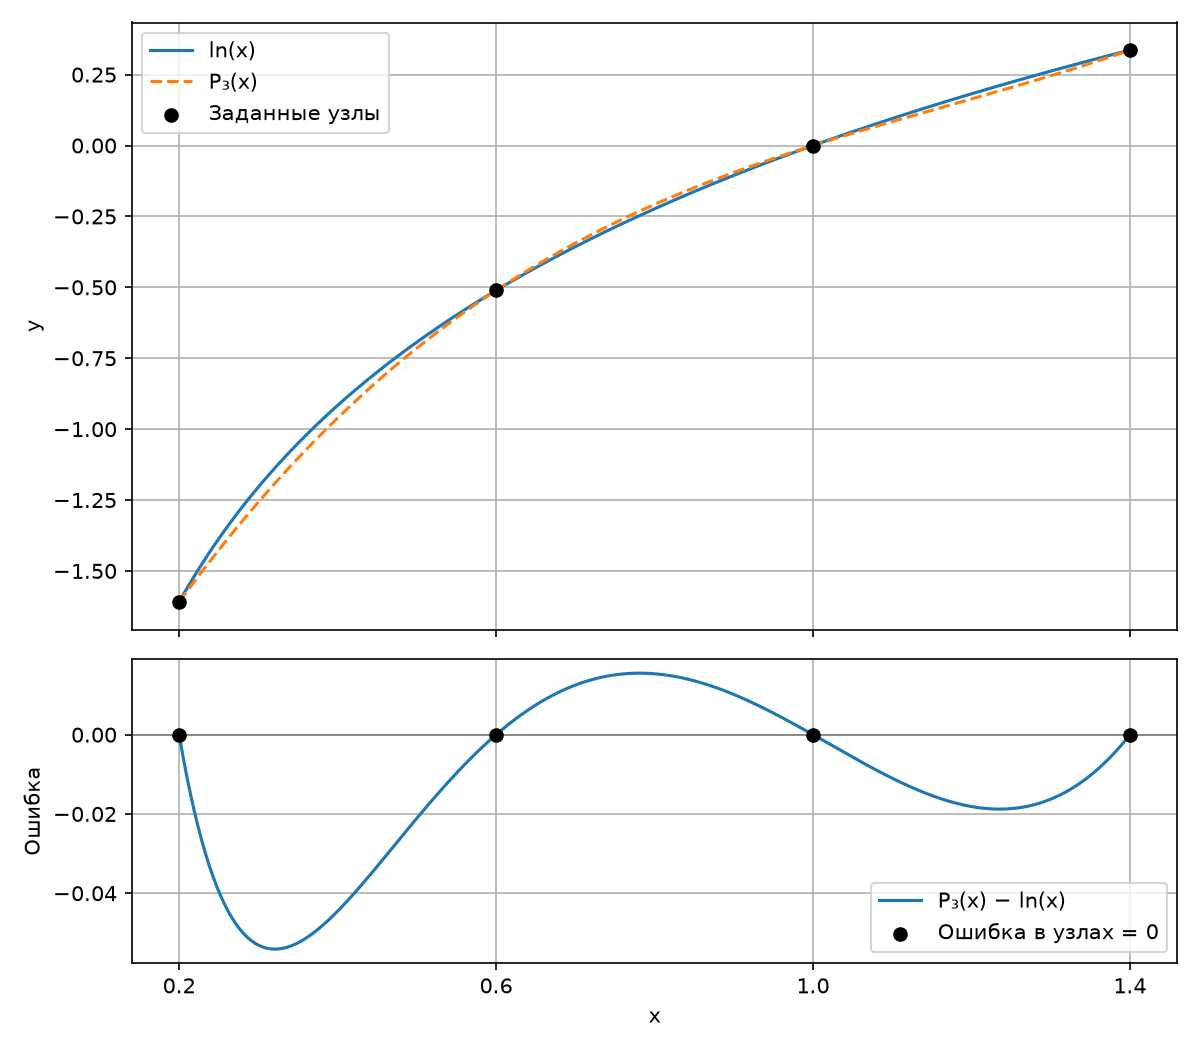 ln(x)
P₃(x)
Заданные узлы
0.25
0.00
−0.25
−0.50
−0.75
−1.00
−1.25
−1.50
y
0.00
−0.02
−0.04
Ошибка
P₃(x) − ln(x)
Ошибка в узлах = 0
0.2 0.6 1.0 1.4
x